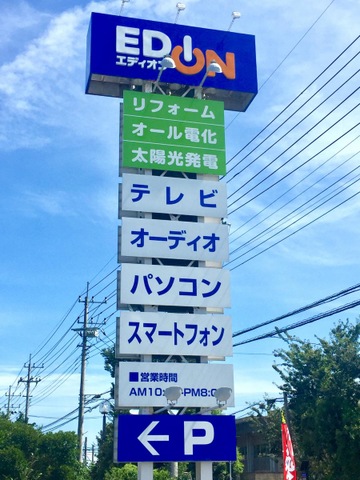 EDION
エディオン
リフォーム
オール電化
太陽光発電
テレビ
オーディオ
パソコン
スマートフォン
■営業時間
AM10: -PM8:
←P